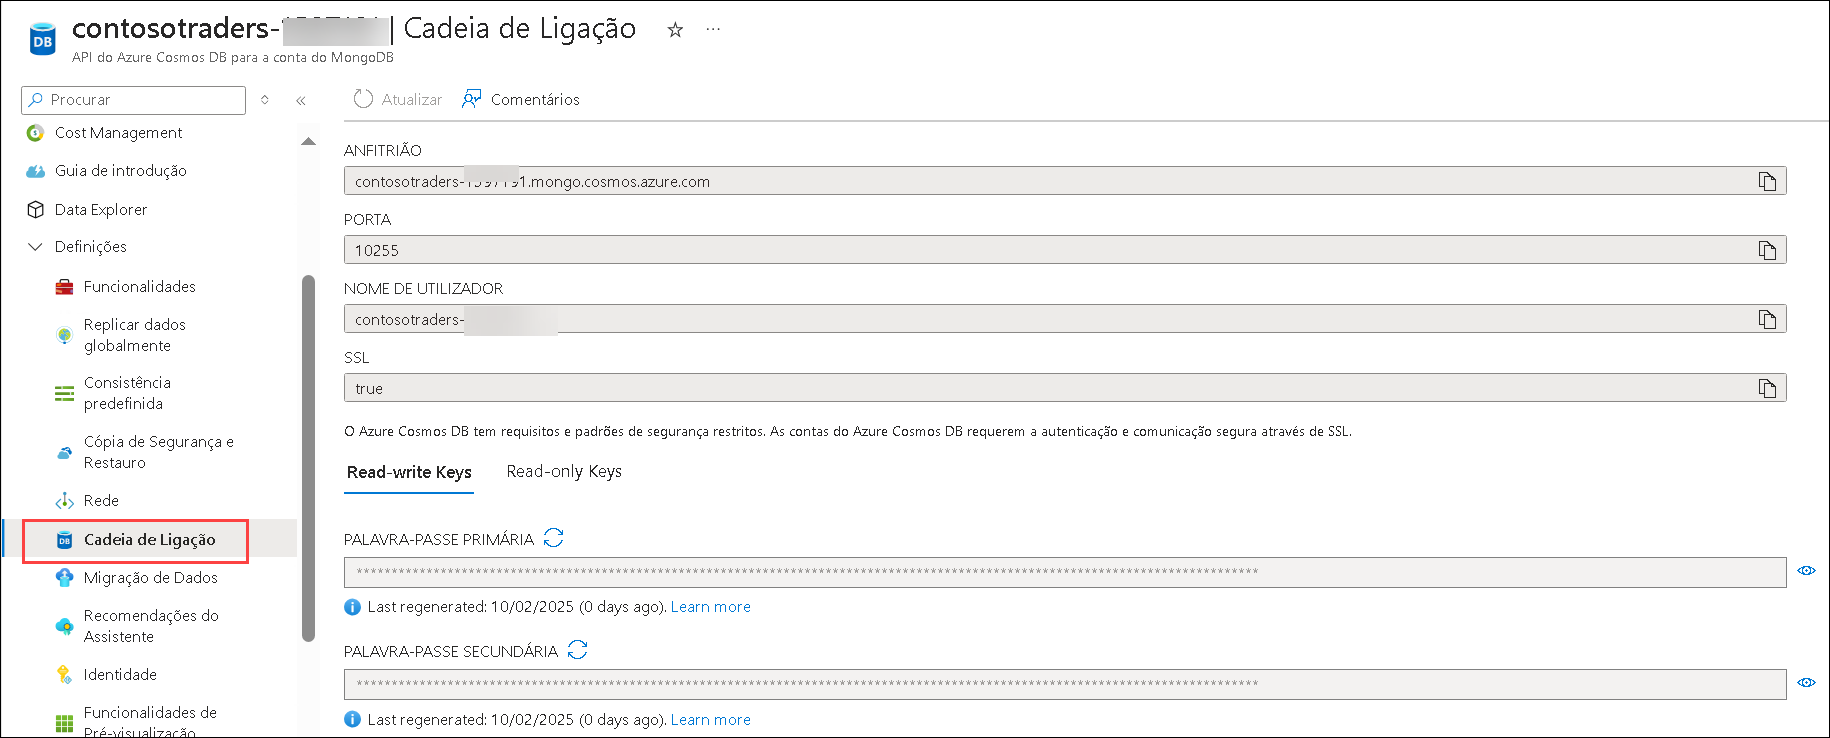 contosotraders- | Cadeia de Ligação
API do Azure Cosmos DB para a conta do MongoDB
Procurar
Cost Management
Guia de introdução
Data Explorer
Definições
Funcionalidades
Replicar dados
globalmente
Consistência
predefinida
Cópia de Segurança e
Restauro
Rede
Cadeia de Ligação
Migração de Dados
Recomendações do
Assistente
Identidade
Funcionalidades de
Pré-visualização
Atualizar
Comentários
ANFITRIÃO
contosotraders-.mongo.cosmos.azure.com
PORTA
10255
NOME DE UTILIZADOR
contosotraders-
SSL
true
O Azure Cosmos DB tem requisitos e padrões de segurança restritos. As contas do Azure Cosmos DB requerem a autenticação e comunicação segura através de SSL.
Read-write Keys
Read-only Keys
PALAVRA-PASSE PRIMÁRIA
Last regenerated: 10/02/2025 (0 days ago). Learn more
PALAVRA-PASSE SECUNDÁRIA
Last regenerated: 10/02/2025 (0 days ago). Learn more